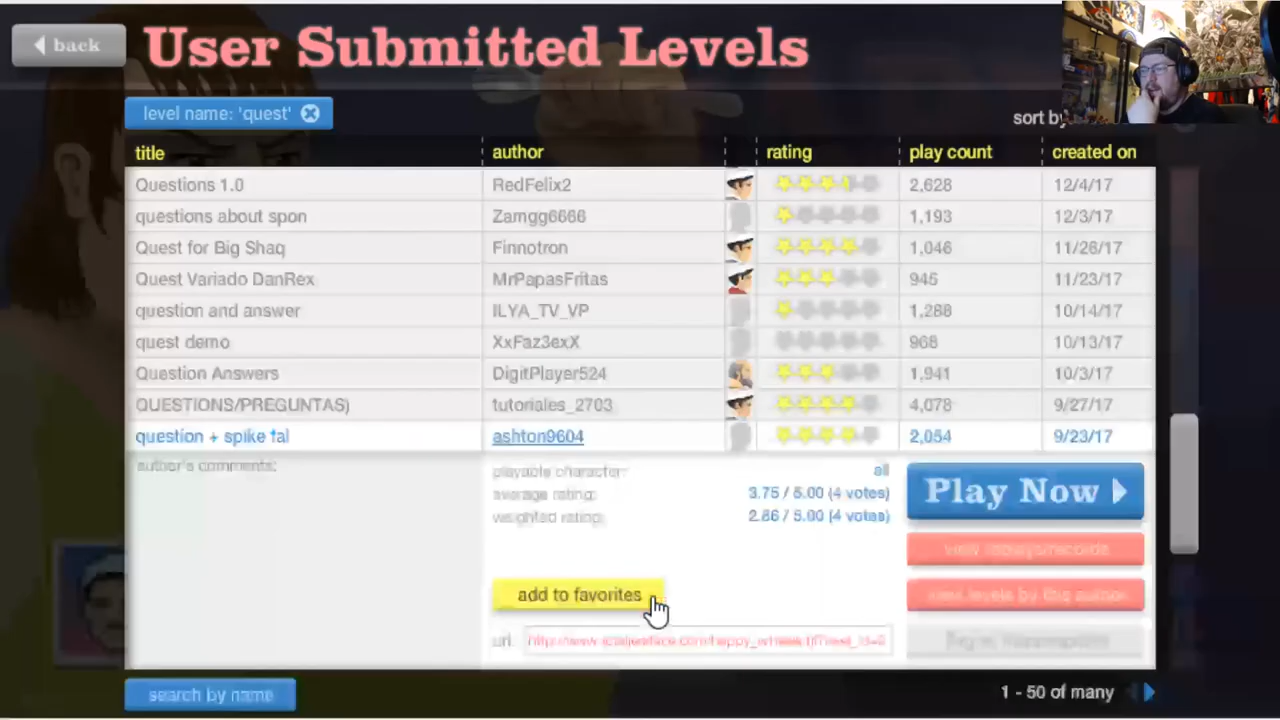 back
User Submitted Levels
level name: 'quest'
sort by
title author rating play count created on
Questions 1.0 RedFelix2 2,628 12/4/17
questions about spon Zamgg6666 1,193 12/3/17
Quest for Big Shaq Finnotron 1,046 11/26/17
Quest Variado DanRex MrPapasFritas 945 11/23/17
question and answer ILYA_TV_VP 1,288 10/14/17
quest demo XxFaz3exX 968 10/13/17
Question Answers DigitPlayer524 1,941 10/3/17
QUESTIONS/PREGUNTAS) tutoriales_2703 4,078 9/27/17
question + spike fal ashton9604 2,054 9/23/17
author's comments:
playable character: all
average rating: 3.75 / 5.00 (4 votes)
weighted rating: 2.86 / 5.00 (4 votes)
Play Now
view levels by this author
add to favorites
url:
search by name
1 - 50 of many